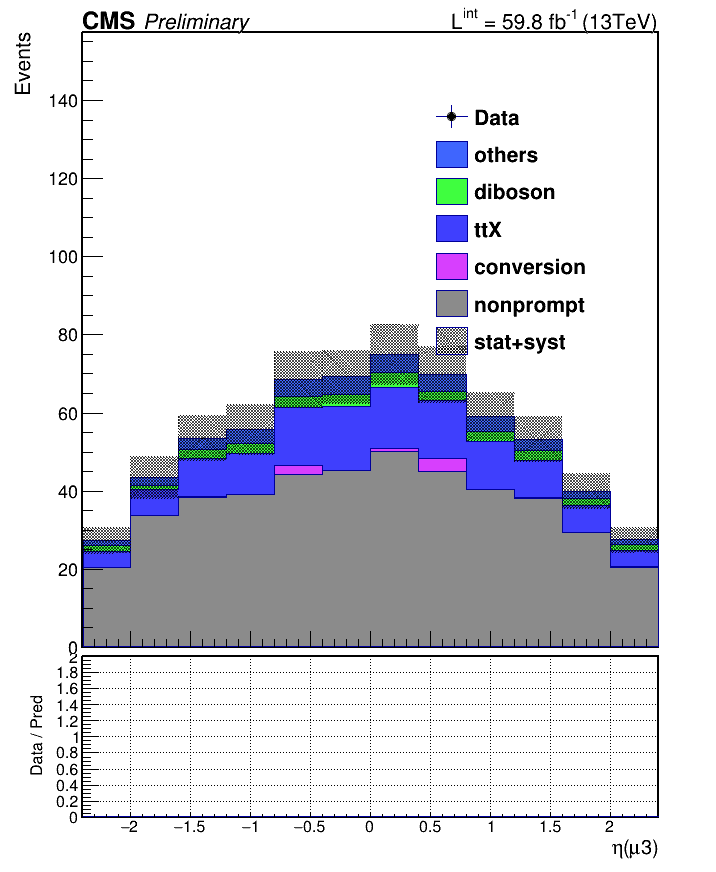 CMS Preliminary L^int = 59.8 fb^-1 (13TeV)
Events
140
120
100
80
60
40
20
0
Data
others
diboson
ttX
conversion
nonprompt
stat+syst
Data / Pred
2
1.8
1.6
1.4
1.2
1
0.8
0.6
0.4
0.2
0
−2 −1.5 −1 −0.5 0 0.5 1 1.5 2
η(μ3)